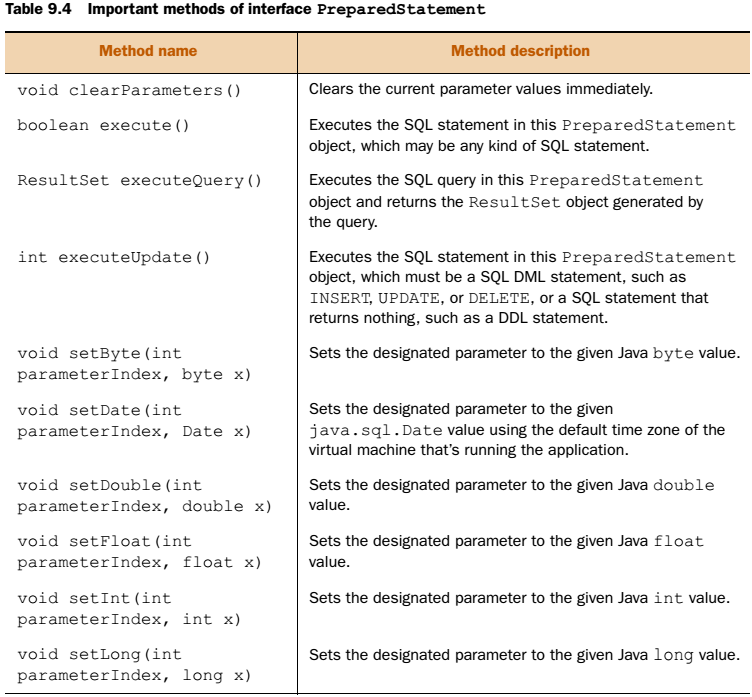 Table 9.4 Important methods of interface PreparedStatement
Method name Method description
void clearParameters() Clears the current parameter values immediately.
boolean execute() Executes the SQL statement in this PreparedStatement
object, which may be any kind of SQL statement.
ResultSet executeQuery() Executes the SQL query in this PreparedStatement
object and returns the ResultSet object generated by
the query.
int executeUpdate() Executes the SQL statement in this PreparedStatement
object, which must be a SQL DML statement, such as
INSERT, UPDATE, or DELETE, or a SQL statement that
returns nothing, such as a DDL statement.
void setByte(int Sets the designated parameter to the given Java byte value.
parameterIndex, byte x)
void setDate(int Sets the designated parameter to the given
parameterIndex, Date x) java.sql.Date value using the default time zone of the
virtual machine that's running the application.
void setDouble(int Sets the designated parameter to the given Java double
parameterIndex, double x) value.
void setFloat(int Sets the designated parameter to the given Java float
parameterIndex, float x) value.
void setInt(int Sets the designated parameter to the given Java int value.
parameterIndex, int x)
void setLong(int Sets the designated parameter to the given Java long value.
parameterIndex, long x)